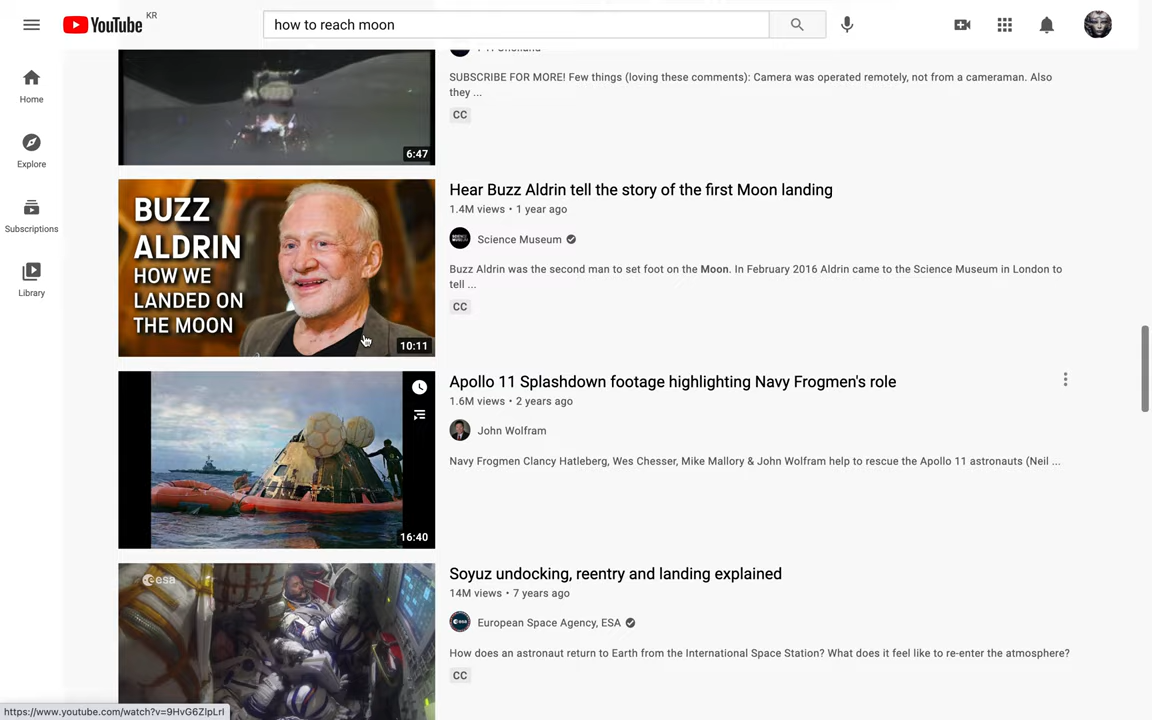 YouTube KR
how to reach moon
Home
Explore
Subscriptions
Library
SUBSCRIBE FOR MORE! Few things (loving these comments): Camera was operated remotely, not from a cameraman. Also
they ...
CC
6:47
BUZZ
ALDRIN
HOW WE
LANDED ON
THE MOON
10:11
Hear Buzz Aldrin tell the story of the first Moon landing
1.4M views • 1 year ago
Science Museum
Buzz Aldrin was the second man to set foot on the Moon. In February 2016 Aldrin came to the Science Museum in London to
tell ...
CC
16:40
Apollo 11 Splashdown footage highlighting Navy Frogmen's role
1.6M views • 2 years ago
John Wolfram
Navy Frogmen Clancy Hatleberg, Wes Chesser, Mike Mallory & John Wolfram help to rescue the Apollo 11 astronauts (Neil ...
esa
Soyuz undocking, reentry and landing explained
14M views • 7 years ago
European Space Agency, ESA
How does an astronaut return to Earth from the International Space Station? What does it feel like to re-enter the atmosphere?
CC